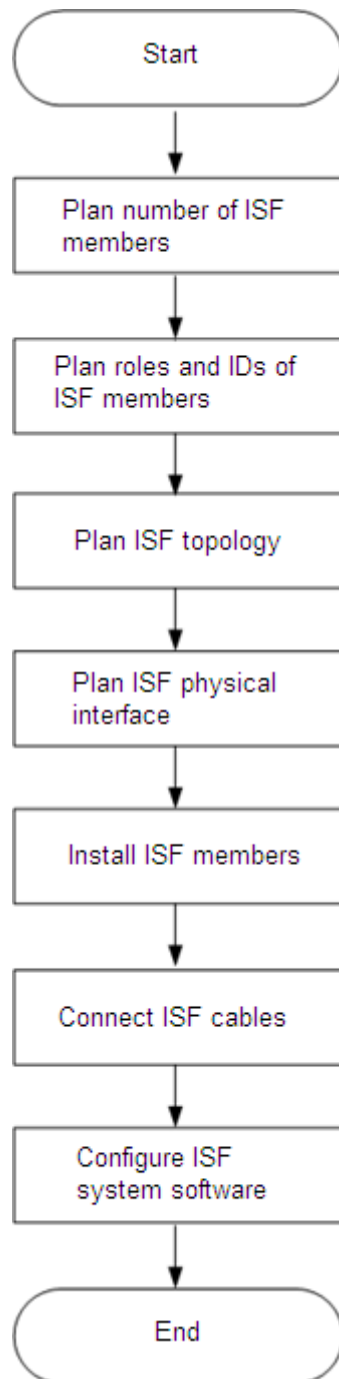 Start
Plan number of ISF
members
Plan roles and IDs of
ISF members
Plan ISF topology
Plan ISF physical
interface
Install ISF members
Connect ISF cables
Configure ISF
system software
End